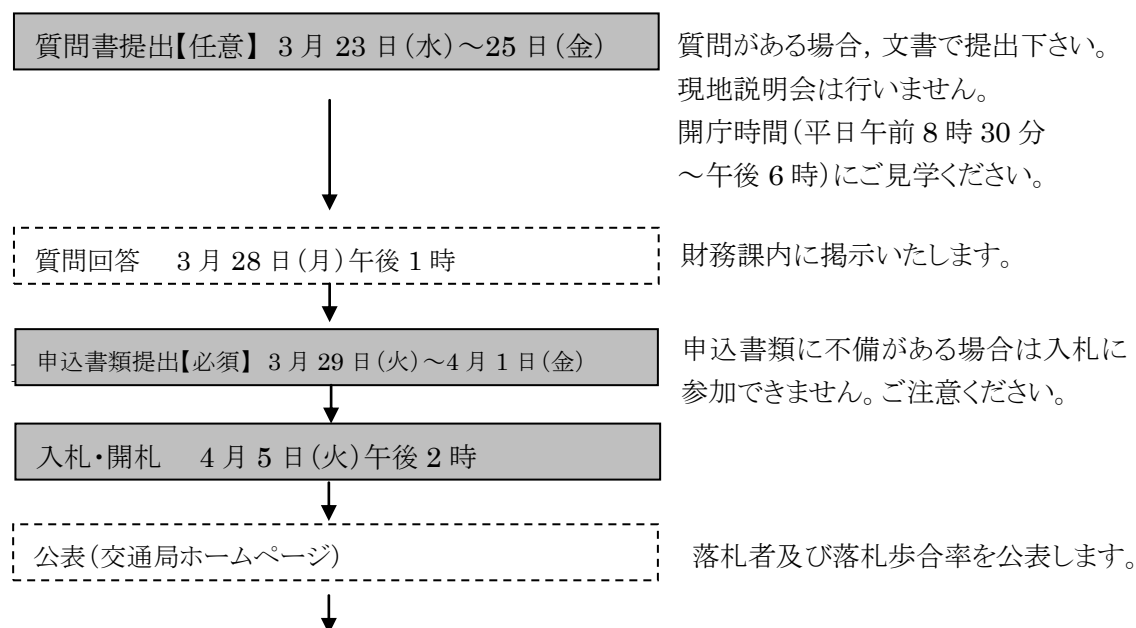 質問書提出【任意】 3月23日(水)～25日(金)
質問がある場合，文書で提出下さい。
現地説明会は行いません。
開庁時間(平日午前8時30分
～午後6時)にご見学ください。
質問回答　3月28日(月)午後1時
財務課内に掲示いたします。
申込書類提出【必須】 3月29日(火)～4月1日(金)
申込書類に不備がある場合は入札に
参加できません。ご注意ください。
入札・開札　4月5日(火)午後2時
公表(交通局ホームページ)
落札者及び落札歩合率を公表します。